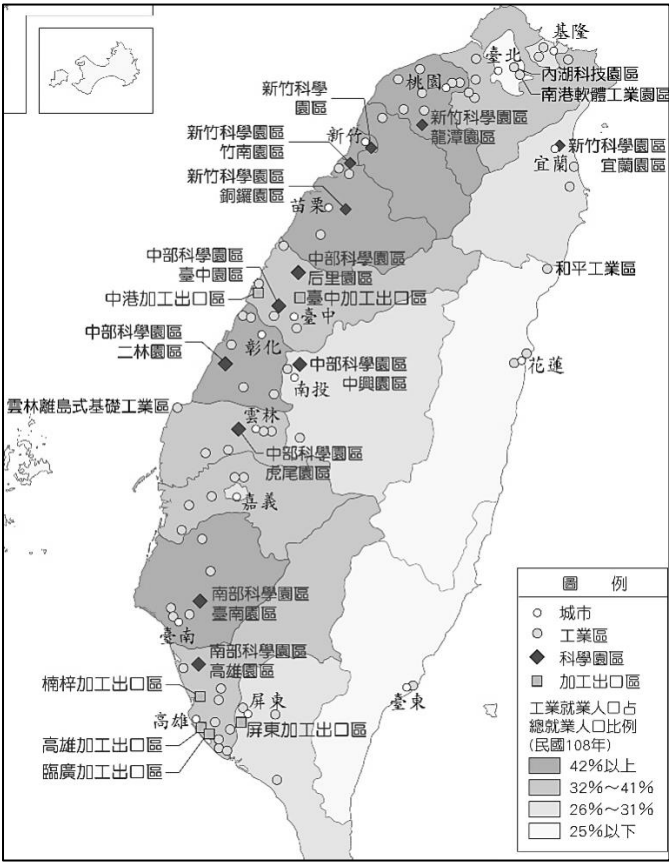 基隆
臺北
桃園
內湖科技園區
南港軟體工業園區
新竹科學
園區
新竹
新竹科學園區
龍潭園區
新竹科學園區
竹南園區
宜蘭
新竹科學園區
宜蘭園區
新竹科學園區
銅鑼園區
苗栗
中部科學園區
臺中園區
中部科學園區
后里園區
和平工業區
中港加工出口區
臺中加工出口區
臺中
中部科學園區
二林園區
彰化
中部科學園區
中興園區
南投
花蓮
雲林離島式基礎工業區
雲林
中部科學園區
虎尾園區
嘉義
南部科學園區
臺南園區
臺南
南部科學園區
高雄園區
楠梓加工出口區
屏東
臺東
高雄
屏東加工出口區
高雄加工出口區
臨廣加工出口區
圖 例
城市
工業區
科學園區
加工出口區
工業就業人口占
總就業人口比例
(民國108年)
42%以上
32%～41%
26%～31%
25%以下